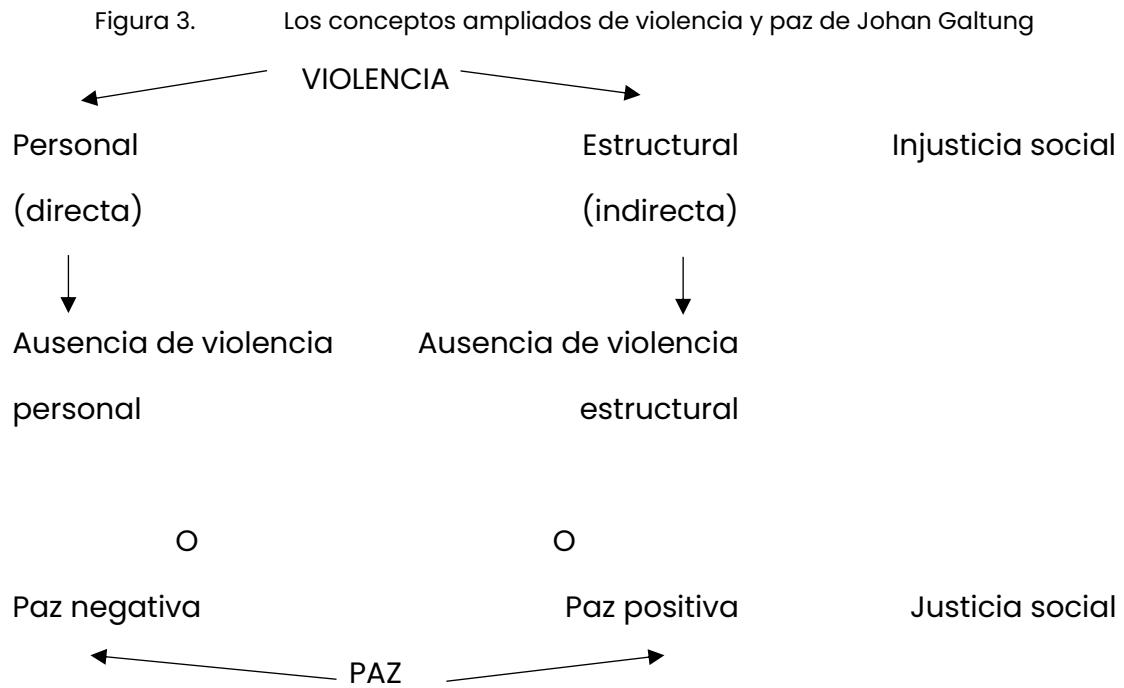 Figura 3. Los conceptos ampliados de violencia y paz de Johan Galtung
VIOLENCIA
Personal Estructural Injusticia social
(directa) (indirecta)
Ausencia de violencia Ausencia de violencia
personal estructural
O O
Paz negativa Paz positiva Justicia social
PAZ